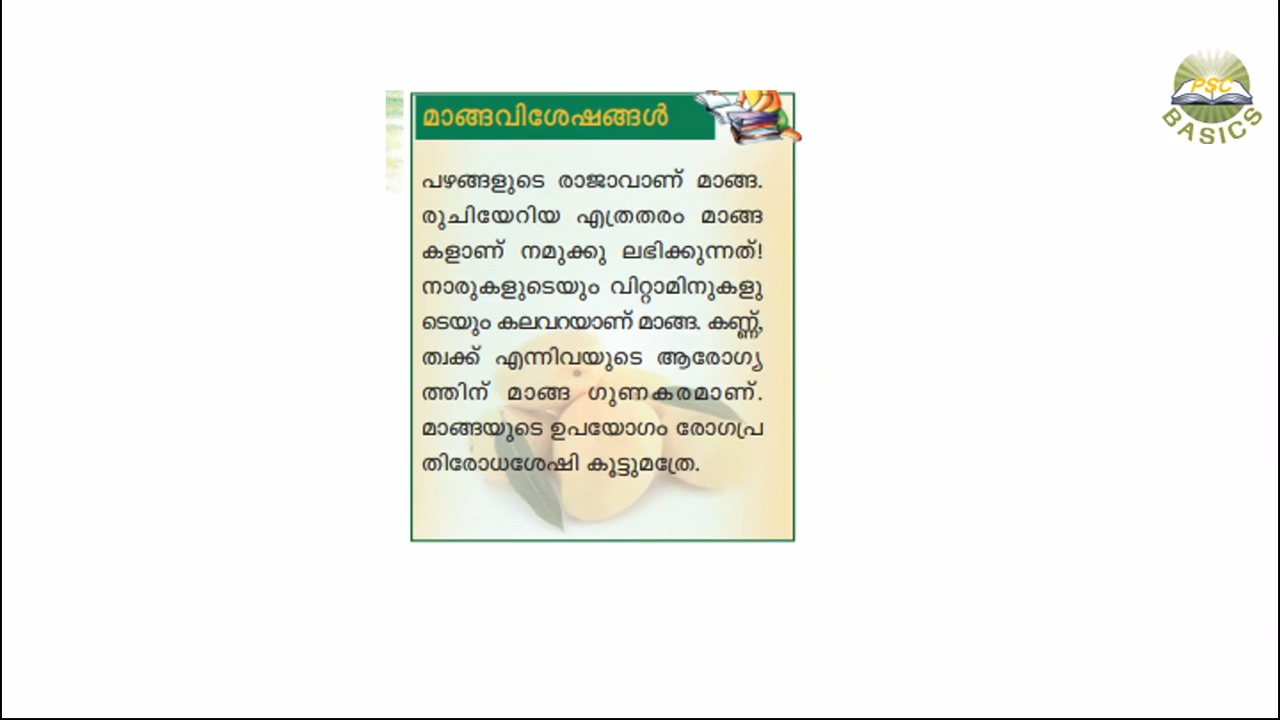 PSC
BASICS
മാങ്ങവിശേഷങ്ങൾ
പഴങ്ങളുടെ രാജാവാണ് മാങ്ങ.
രുചിയേറിയ എത്രതരം മാങ്ങ
കളാണ് നമുക്കു ലഭിക്കുന്നത്!
നാരുകളുടെയും വിറ്റാമിനുകളു
ടെയും കലവറയാണ് മാങ്ങ. കണ്ണ്,
ത്വക്ക് എന്നിവയുടെ ആരോഗ്യ
ത്തിന് മാങ്ങ ഗുണകരമാണ്.
മാങ്ങയുടെ ഉപയോഗം രോഗപ്ര
തിരോധശേഷി കൂട്ടുമത്രേ.